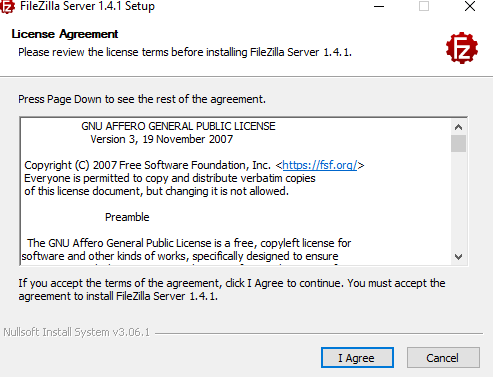 FileZilla Server 1.4.1 Setup
License Agreement
Please review the license terms before installing FileZilla Server 1.4.1.
Fz
Press Page Down to see the rest of the agreement.
GNU AFFERO GENERAL PUBLIC LICENSE
Version 3, 19 November 2007
Copyright (C) 2007 Free Software Foundation, Inc. <https://fsf.org/>
Everyone is permitted to copy and distribute verbatim copies
of this license document, but changing it is not allowed.
Preamble
The GNU Affero General Public License is a free, copyleft license for
software and other kinds of works, specifically designed to ensure
If you accept the terms of the agreement, click I Agree to continue. You must accept the
agreement to install FileZilla Server 1.4.1.
Nullsoft Install System v3.06.1
I Agree
Cancel